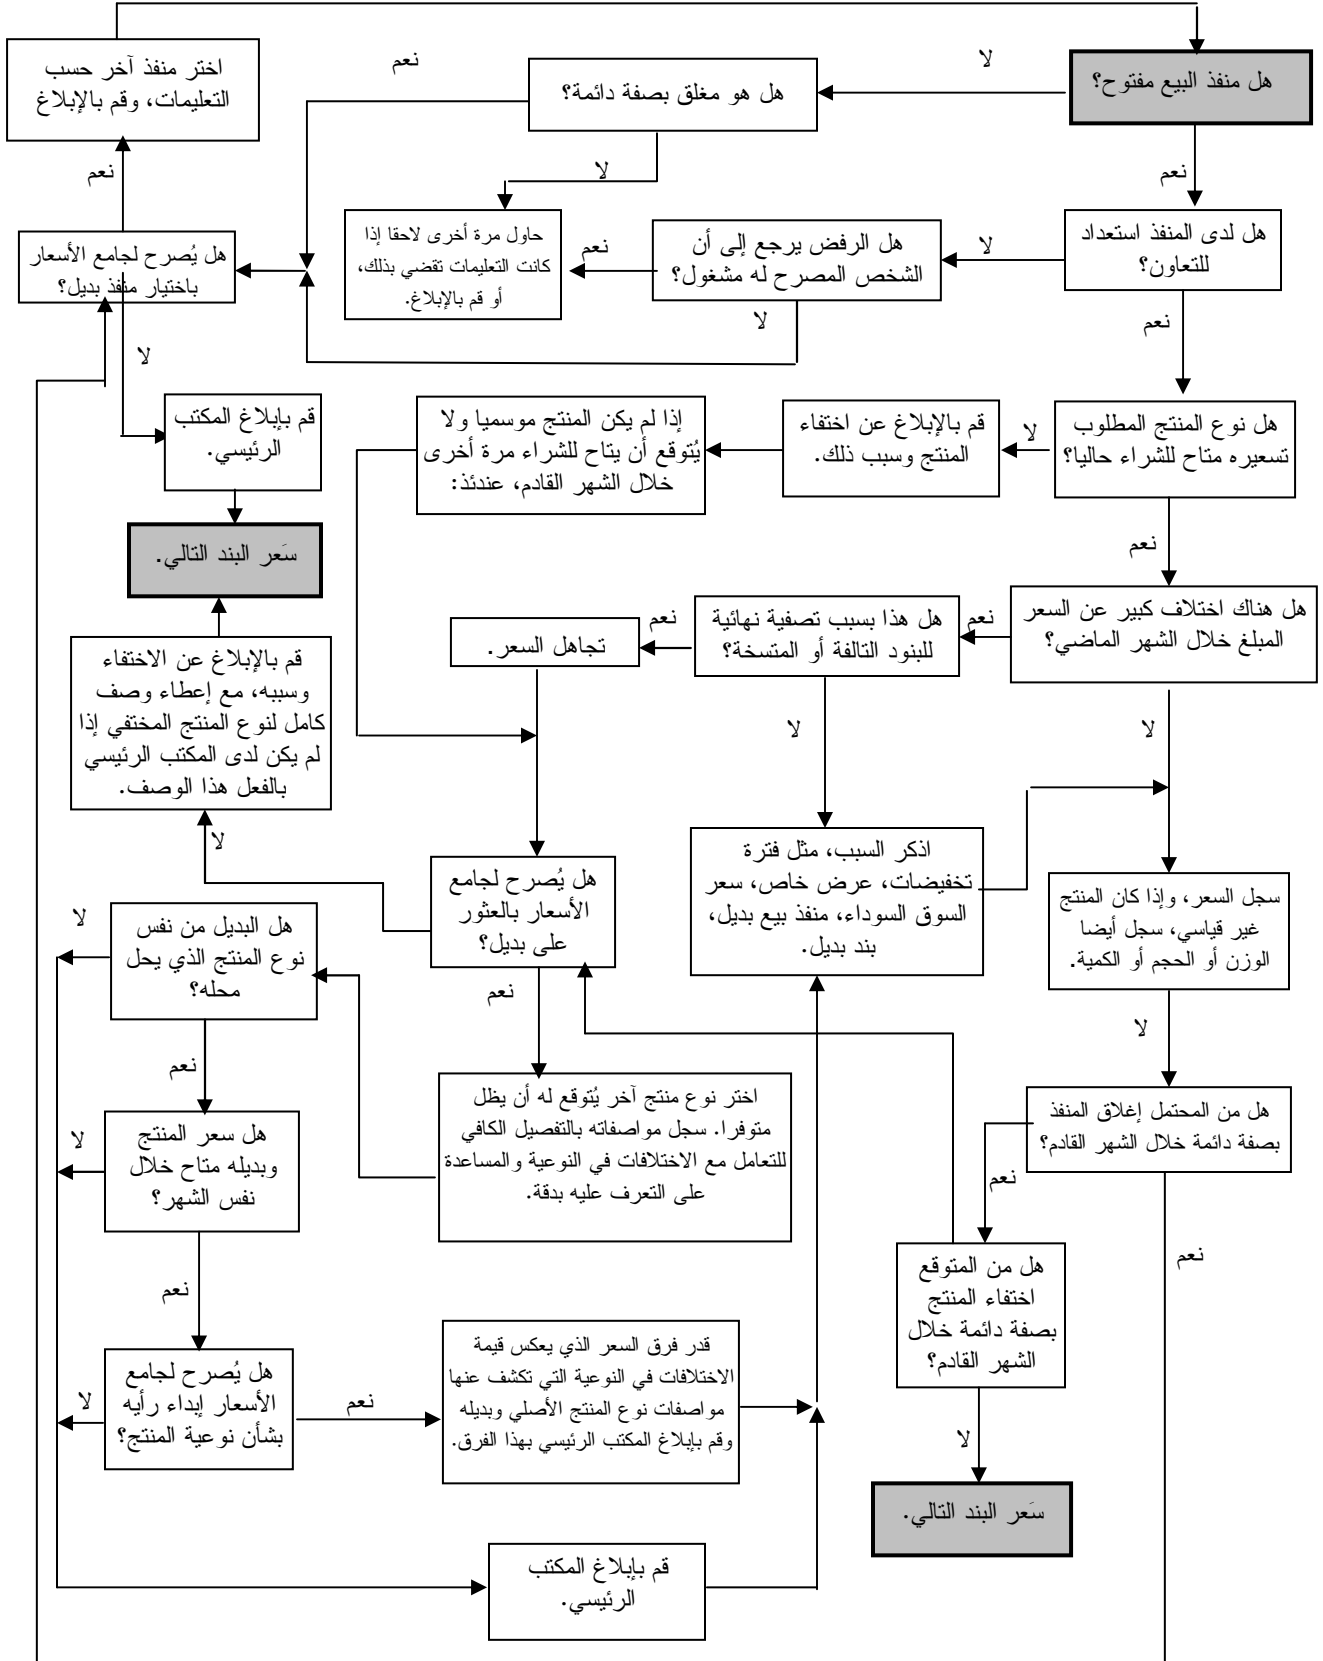 هل منفذ البيع مفتوح؟
لا
هل هو مغلق بصفة دائمة؟
نعم
اختر منفذ آخر حسب
التعليمات، وقم بالإبلاغ
نعم
لا
نعم
هل لدى المنفذ استعداد
للتعاون؟
لا
هل الرفض يرجع إلى أن
الشخص المصرح له مشغول؟
نعم
حاول مرة أخرى لاحقا إذا
كانت التعليمات تقضي بذلك،
أو قم بالإبلاغ.
هل يُصرح لجامع الأسعار
باختيار منفذ بديل؟
نعم
لا
لا
هل نوع المنتج المطلوب
تسعيره متاح للشراء حاليا؟
لا
قم بالإبلاغ عن اختفاء
المنتج وسبب ذلك.
إذا لم يكن المنتج موسميا ولا
يُتوقع أن يتاح للشراء مرة أخرى
خلال الشهر القادم، عندئذ:
قم بإبلاغ المكتب
الرئيسي.
سَعر البند التالي.
نعم
هل هناك اختلاف كبير عن السعر
المبلغ خلال الشهر الماضي؟
نعم
هل هذا بسبب تصفية نهائية
للبنود التالفة أو المتسخة؟
نعم
تجاهل السعر.
قم بالإبلاغ عن الاختفاء
وسببه، مع إعطاء وصف
كامل لنوع المنتج المختفي إذا
لم يكن لدى المكتب الرئيسي
بالفعل هذا الوصف.
لا
لا
لا
اذكر السبب، مثل فترة
تخفيضات، عرض خاص، سعر
السوق السوداء، منفذ بيع بديل،
بند بديل.
هل يُصرح لجامع
الأسعار بالعثور
على بديل؟
سجل السعر، وإذا كان المنتج
غير قياسي، سجل أيضا
الوزن أو الحجم أو الكمية.
هل البديل من نفس
نوع المنتج الذي يحل
محله؟
لا
نعم
لا
نعم
هل من المحتمل إغلاق المنفذ
بصفة دائمة خلال الشهر القادم؟
اختر نوع منتج آخر يُتوقع له أن يظل
متوفرا. سجل مواصفاته بالتفصيل الكافي
للتعامل مع الاختلافات في النوعية والمساعدة
على التعرف عليه بدقة.
هل سعر المنتج
وبديله متاح خلال
نفس الشهر؟
لا
نعم
نعم
نعم
هل من المتوقع
اختفاء المنتج
بصفة دائمة خلال
الشهر القادم؟
قدر فرق السعر الذي يعكس قيمة
الاختلافات في النوعية التي تكشف عنها
مواصفات نوع المنتج الأصلي وبديله
وقم بإبلاغ المكتب الرئيسي بهذا الفرق.
نعم
هل يُصرح لجامع
الأسعار إبداء رأيه
بشأن نوعية المنتج؟
لا
لا
سَعر البند التالي.
قم بإبلاغ المكتب
الرئيسي.